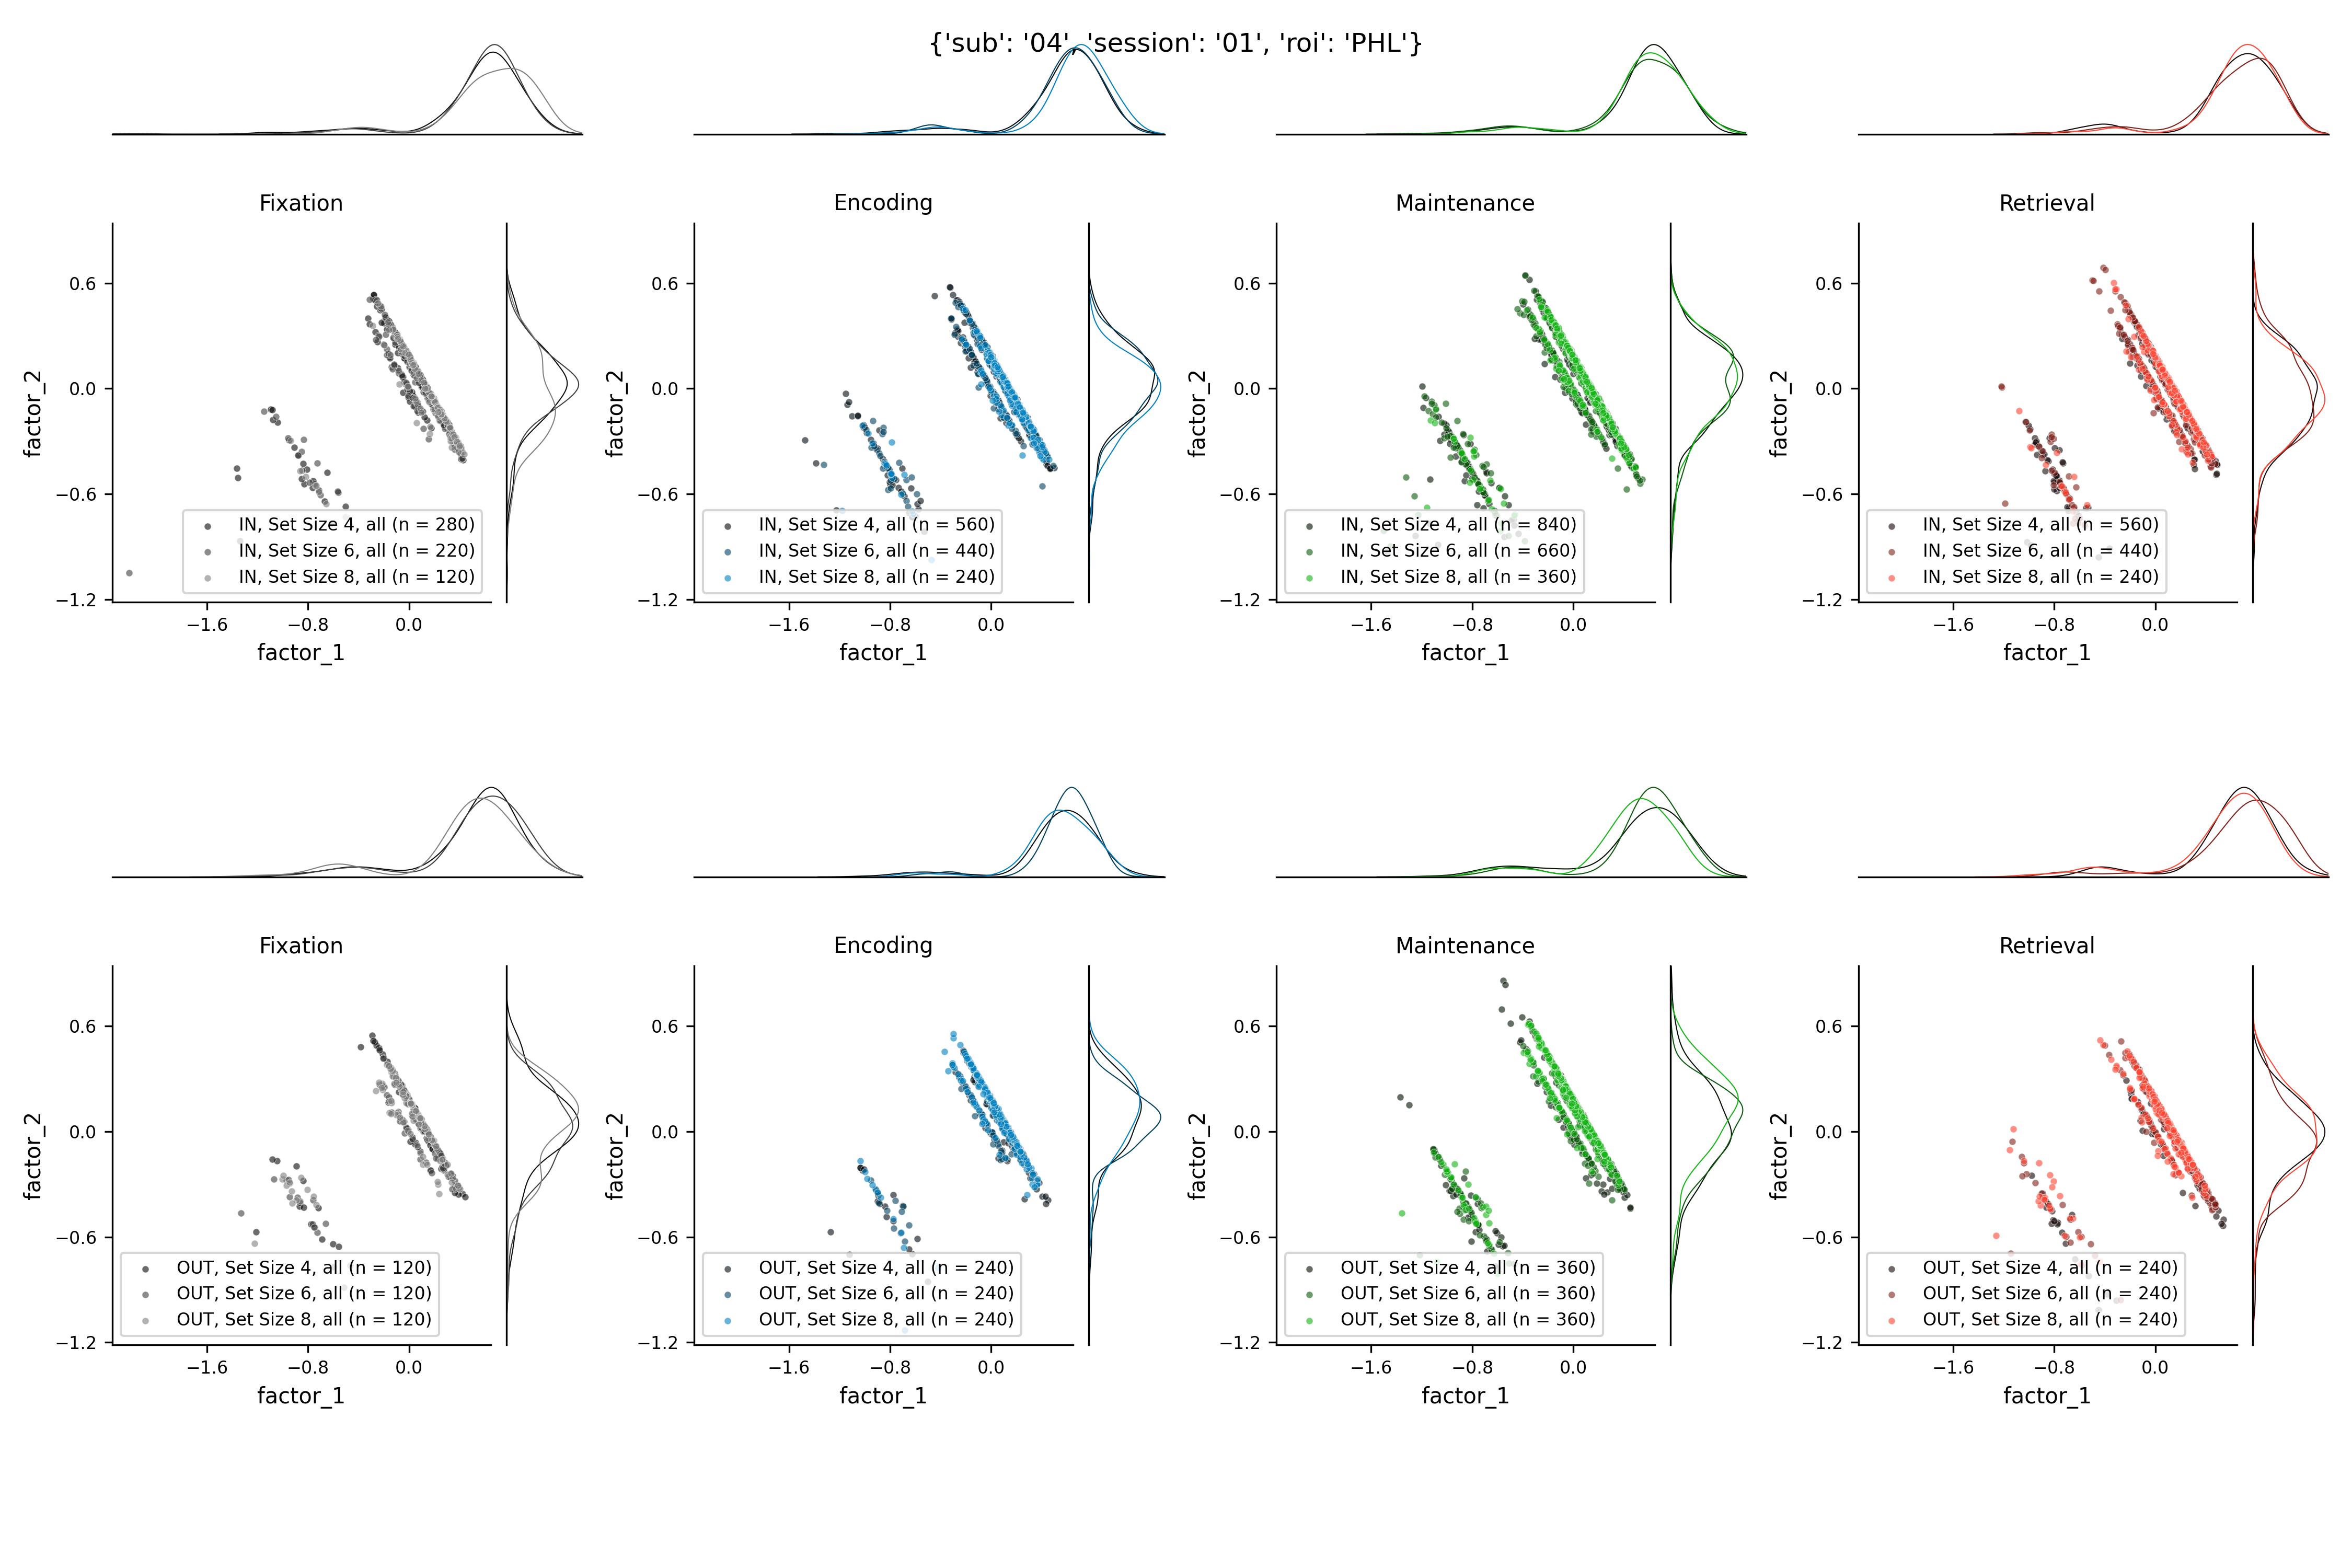 {'sub': '04', 'session': '01', 'roi': 'PHL'}
Fixation
factor_2
0.6
0.0
−0.6
−1.2
IN, Set Size 4, all (n = 280)
IN, Set Size 6, all (n = 220)
IN, Set Size 8, all (n = 120)
−1.6 −0.8 0.0
factor_1
Encoding
factor_2
0.6
0.0
−0.6
−1.2
IN, Set Size 4, all (n = 560)
IN, Set Size 6, all (n = 440)
IN, Set Size 8, all (n = 240)
−1.6 −0.8 0.0
factor_1
Maintenance
factor_2
0.6
0.0
−0.6
−1.2
IN, Set Size 4, all (n = 840)
IN, Set Size 6, all (n = 660)
IN, Set Size 8, all (n = 360)
−1.6 −0.8 0.0
factor_1
Retrieval
factor_2
0.6
0.0
−0.6
−1.2
IN, Set Size 4, all (n = 560)
IN, Set Size 6, all (n = 440)
IN, Set Size 8, all (n = 240)
−1.6 −0.8 0.0
factor_1
Fixation
factor_2
0.6
0.0
−0.6
−1.2
OUT, Set Size 4, all (n = 120)
OUT, Set Size 6, all (n = 120)
OUT, Set Size 8, all (n = 120)
−1.6 −0.8 0.0
factor_1
Encoding
factor_2
0.6
0.0
−0.6
−1.2
OUT, Set Size 4, all (n = 240)
OUT, Set Size 6, all (n = 240)
OUT, Set Size 8, all (n = 240)
−1.6 −0.8 0.0
factor_1
Maintenance
factor_2
0.6
0.0
−0.6
−1.2
OUT, Set Size 4, all (n = 360)
OUT, Set Size 6, all (n = 360)
OUT, Set Size 8, all (n = 360)
−1.6 −0.8 0.0
factor_1
Retrieval
factor_2
0.6
0.0
−0.6
−1.2
OUT, Set Size 4, all (n = 240)
OUT, Set Size 6, all (n = 240)
OUT, Set Size 8, all (n = 240)
−1.6 −0.8 0.0
factor_1